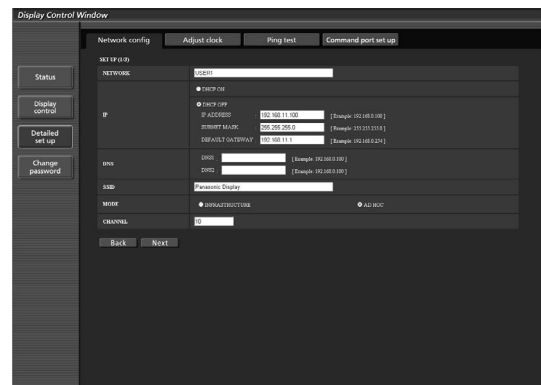 Display Control Window
Network config Adjust clock Ping test Command port set up
SET UP (1/3)
Status
Display control
Detailed set up
Change password
NETWORK USER1
IP
DHCP ON
DHCP OFF
IP ADDRESS : 192.168.11.100 [ Example: 192.168.0.100 ]
SUBNET MASK : 255.255.255.0 [ Example: 255.255.255.0 ]
DEFAULT GATEWAY : 192.168.11.1 [ Example: 192.168.0.254 ]
DNS
DNS1 : [ Example: 192.168.0.100 ]
DNS2 : [ Example: 192.168.0.100 ]
SSID Panasonic Display
MODE INFRASTRUCTURE AD HOC
CHANNEL 10
Back Next